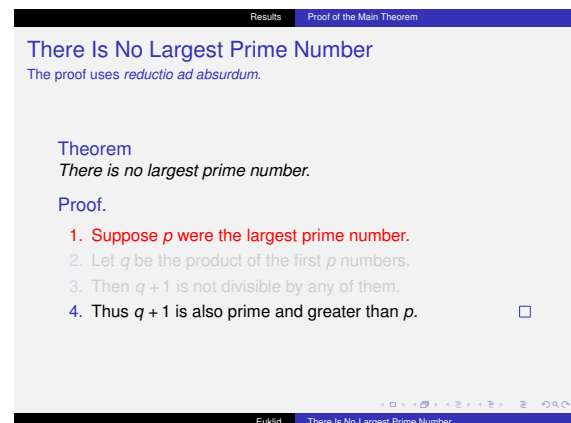 Results Proof of the Main Theorem
There Is No Largest Prime Number
The proof uses reductio ad absurdum.
Theorem
There is no largest prime number.
Proof.
1. Suppose p were the largest prime number.
2. Let q be the product of the first p numbers.
3. Then q + 1 is not divisible by any of them.
4. Thus q + 1 is also prime and greater than p.
Euklid There Is No Largest Prime Number